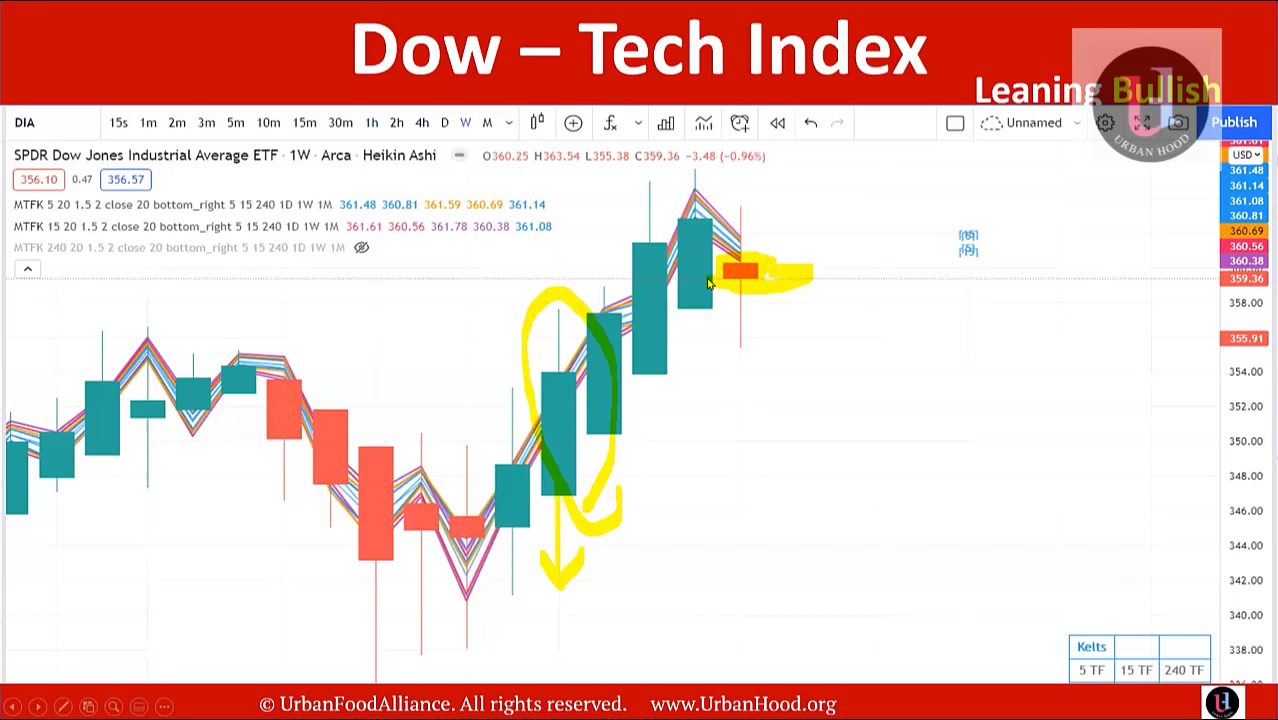 Dow – Tech Index
Leaning Bullish
DIA 15s 1m 2m 3m 5m 10m 15m 30m 1h 2h 4h D W M Unnamed Publish
SPDR Dow Jones Industrial Average ETF · 1W · Arca · Heikin Ashi O360.25 H363.54 L355.38 C359.36 −3.48 (−0.96%)
USD
356.10 0.47 356.57
MTFK 5 20 1.5 2 close 20 bottom_right 5 15 240 1D 1W 1M 361.48 360.81 361.59 360.69 361.14
MTFK 15 20 1.5 2 close 20 bottom_right 5 15 240 1D 1W 1M 361.61 360.56 361.78 360.38 361.08
MTFK 240 20 1.5 2 close 20 bottom_right 5 15 240 1D 1W 1M
URBAN HOOD
361.48
361.14
361.08
360.81
360.69
360.56
360.38
359.36
358.00
355.91
354.00
352.00
350.00
348.00
346.00
344.00
342.00
340.00
338.00
Kelts
5 TF 15 TF 240 TF
© UrbanFoodAlliance. All rights reserved. www.UrbanHood.org